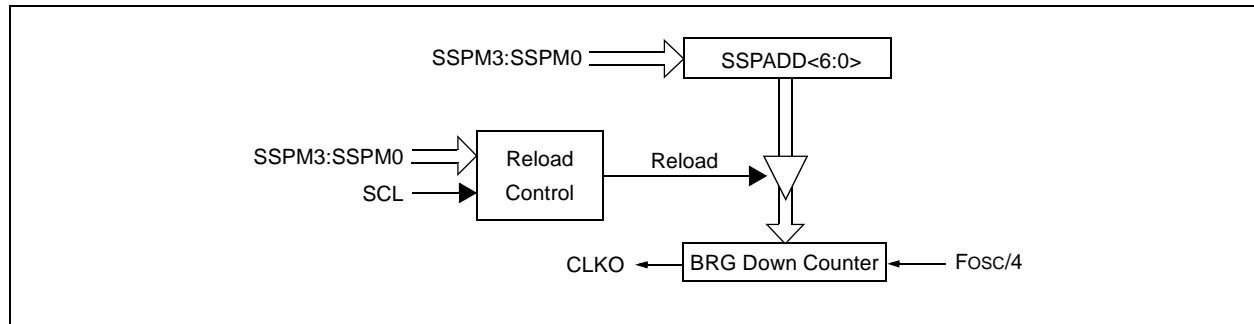 SSPM3:SSPM0
SSPADD<6:0>
SSPM3:SSPM0
SCL
Reload
Control
Reload
CLKO
BRG Down Counter
FOSC/4